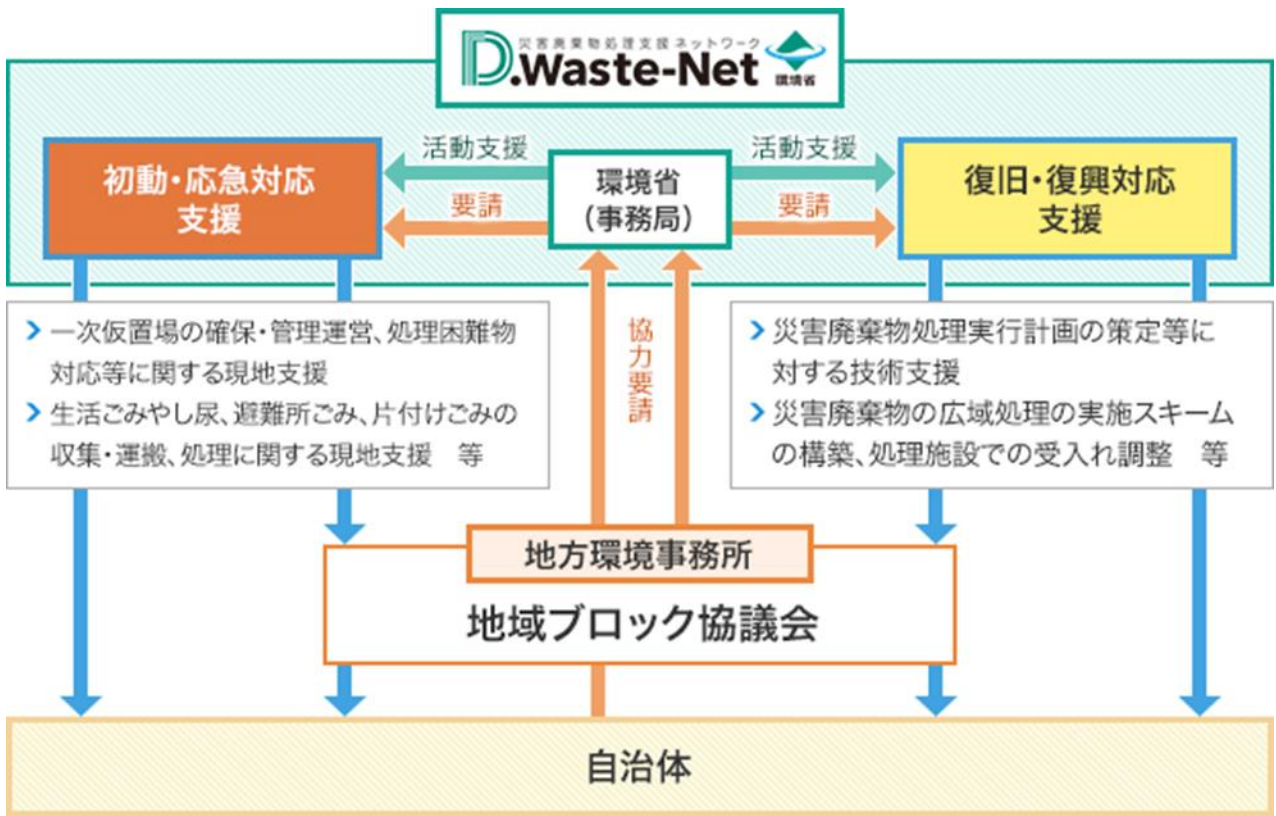 災害廃棄物処理支援ネットワーク
D.Waste-Net
環境省
初動・応急対応
支援
活動支援
要請
環境省
(事務局)
活動支援
要請
復旧・復興対応
支援
一次仮置場の確保・管理運営、処理困難物
対応等に関する現地支援
生活ごみやし尿、避難所ごみ、片付けごみの
収集・運搬、処理に関する現地支援　等
協力要請
災害廃棄物処理実行計画の策定等に
対する技術支援
災害廃棄物の広域処理の実施スキーム
の構築、処理施設での受入れ調整　等
地方環境事務所
地域ブロック協議会
自治体